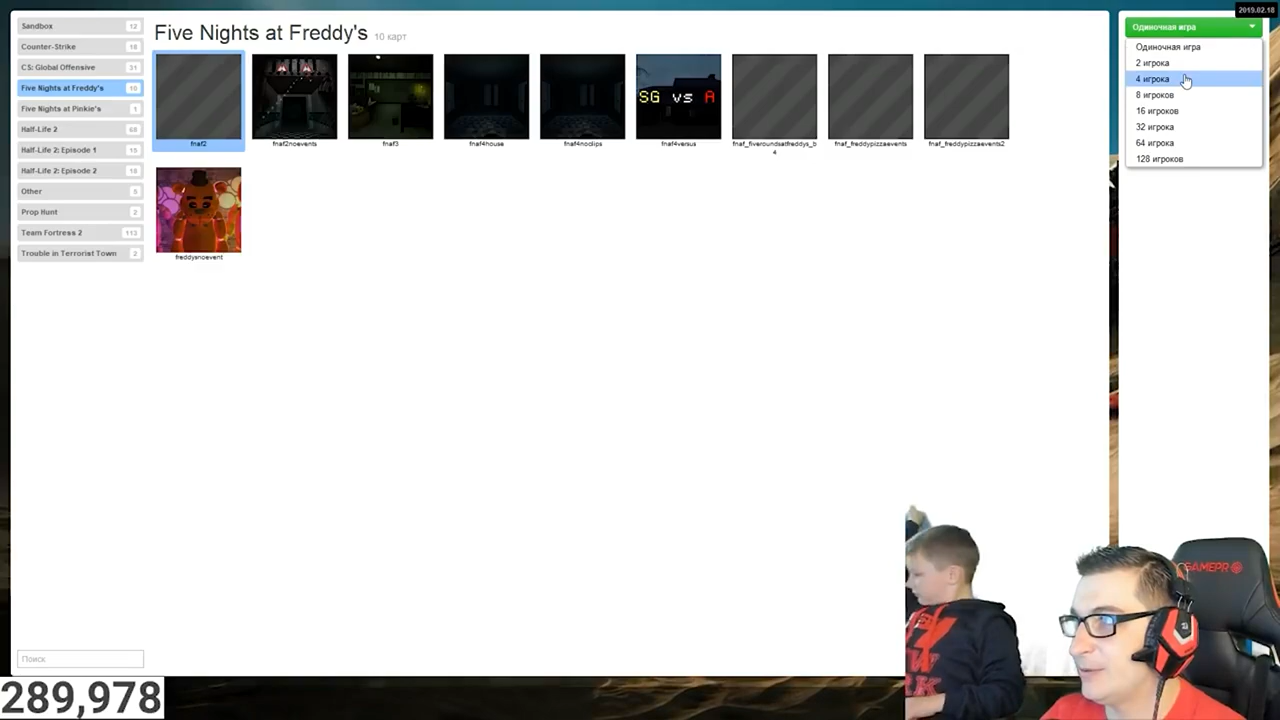 2019.02.18
Sandbox 12
Counter-Strike 18
CS: Global Offensive 31
Five Nights at Freddy's 10
Five Nights at Pinkie's 1
Half-Life 2 68
Half-Life 2: Episode 1 15
Half-Life 2: Episode 2 18
Other 5
Prop Hunt 2
Team Fortress 2 113
Trouble in Terrorist Town 2
Поиск
Five Nights at Freddy's 10 карт
SG vs A
fnaf2 fnaf2noevents fnaf3 fnaf4house fnaf4noclips fnaf4versus fnaf_fiveroundsatfreddys_b
4 fnaf_freddypizzaevents fnaf_freddypizzaevents2
freddysnoevent
Одиночная игра
Одиночная игра
2 игрока
4 игрока
8 игроков
16 игроков
32 игрока
64 игрока
128 игроков
289,978
GAMEPRO